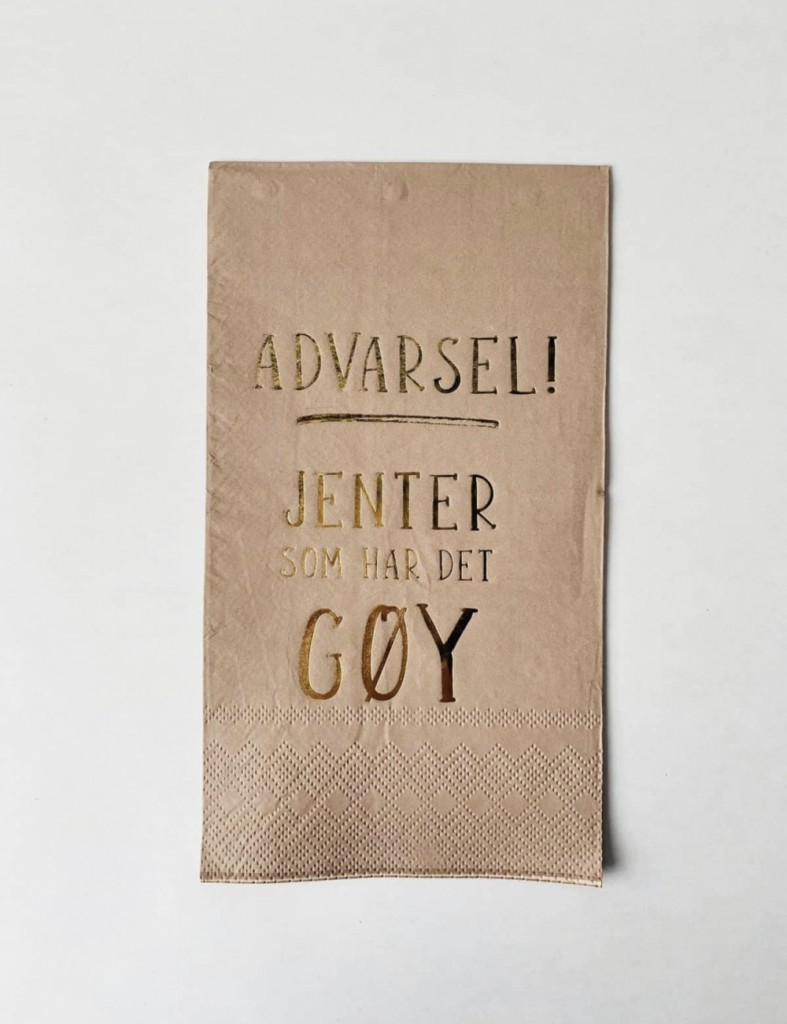 ADVARSEL!
JENTER
SOM HAR DET
GØY